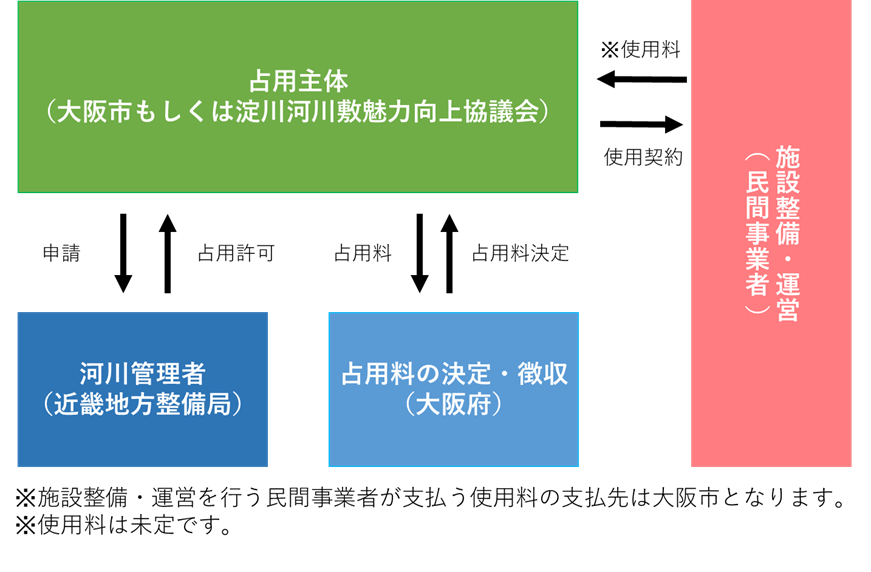 占用主体
（大阪市もしくは淀川河川敷魅力向上協議会）
※使用料
使用契約
施設整備・運営
（民間事業者）
申請
占用許可
占用料
占用料決定
河川管理者
（近畿地方整備局）
占用料の決定・徴収
（大阪府）
※施設整備・運営を行う民間事業者が支払う使用料の支払先は大阪市となります。
※使用料は未定です。